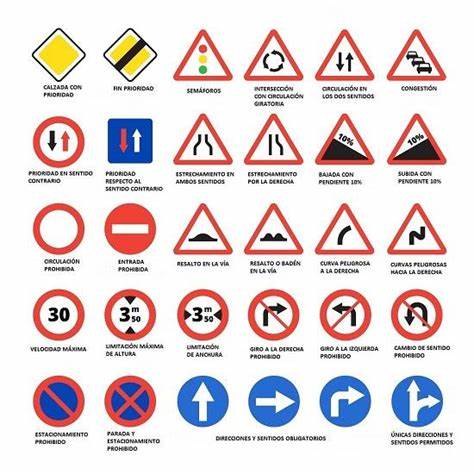 CALZADA CON
PRIORIDAD
FIN PRIORIDAD
SEMÁFOROS
INTERSECCIÓN
CON CIRCULACIÓN
GIRATORIA
CIRCULACIÓN EN
LOS DOS SENTIDOS
CONGESTIÓN
10%
10%
PRIORIDAD EN SENTIDO
CONTRARIO
PRIORIDAD
RESPECTO AL
SENTIDO CONTRARIO
ESTRECHAMIENTO EN
AMBOS SENTIDOS
ESTRECHAMIENTO
POR LA DERECHA
BAJADA CON
PENDIENTE 10%
SUBIDA CON
PENDIENTE 10%
CIRCULACIÓN
PROHIBIDA
ENTRADA
PROHIBIDA
RESALTO EN LA VÍA
RESALTO O BADÉN
EN LA VÍA
CURVA PELIGROSA
A LA DERECHA
CURVAS PELIGROSAS
HACIA LA DERECHA
30
3m
50
3m
50
VELOCIDAD MÁXIMA
LIMITACIÓN MÁXIMA
DE ALTURA
LIMITACIÓN
DE ANCHURA
GIRO A LA DERECHA
PROHIBIDO
GIRO A LA IZQUIERDA
PROHIBIDO
CAMBIO DE SENTIDO
PROHIBIDO
ESTACIONAMIENTO
PROHIBIDO
PARADA Y
ESTACIONAMIENTO
PROHIBIDO
DIRECCIONES Y SENTIDOS OBLIGATORIOS
ÚNICAS DIRECCIONES Y
SENTIDOS PERMITIDOS